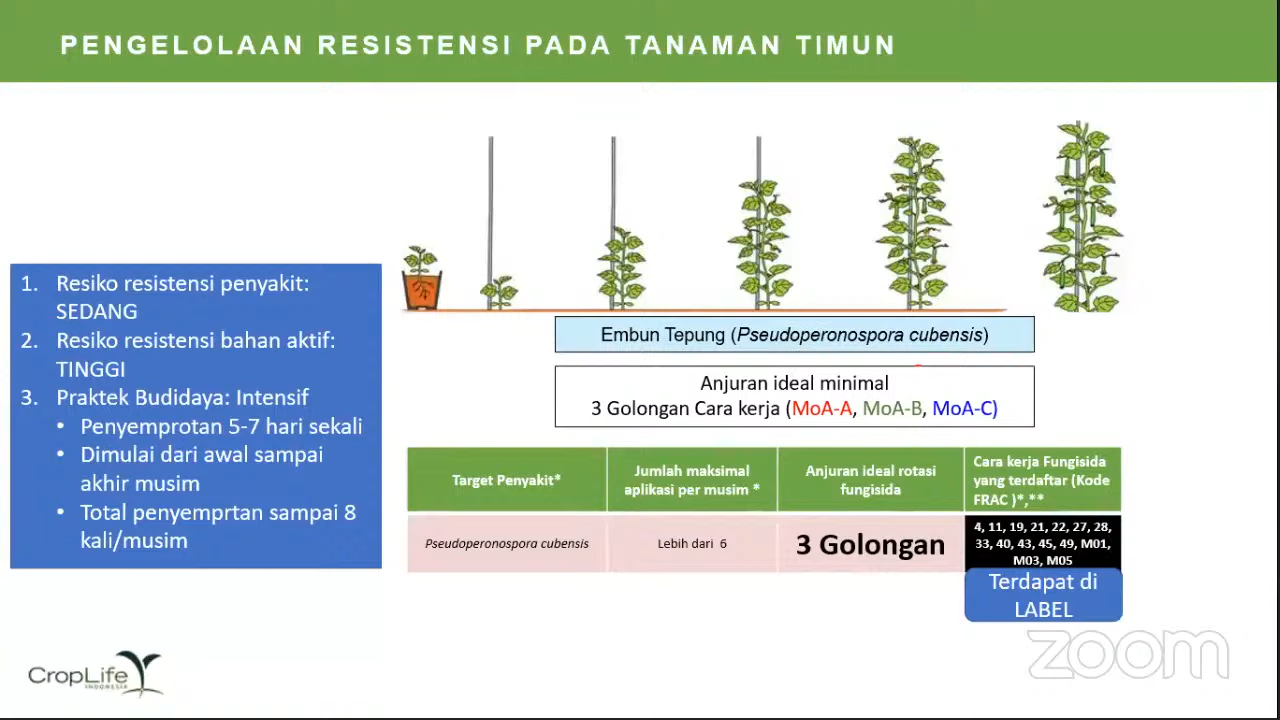 PENGELOLAAN RESISTENSI PADA TANAMAN TIMUN
1. Resiko resistensi penyakit:
SEDANG
2. Resiko resistensi bahan aktif:
TINGGI
3. Praktek Budidaya: Intensif
• Penyemprotan 5-7 hari sekali
• Dimulai dari awal sampai
akhir musim
• Total penyemprtan sampai 8
kali/musim
Embun Tepung (Pseudoperonospora cubensis)
Anjuran ideal minimal
3 Golongan Cara kerja (MoA-A, MoA-B, MoA-C)
Target Penyakit*
Jumlah maksimal
aplikasi per musim *
Anjuran ideal rotasi
fungisida
Cara kerja Fungisida
yang terdaftar (Kode
FRAC )*,**
Pseudoperonospora cubensis
Lebih dari 6
3 Golongan
4, 11, 19, 21, 22, 27, 28,
33, 40, 43, 45, 49, M01,
M03, M05
Terdapat di
LABEL
CropLife
INDONESIA
zoom